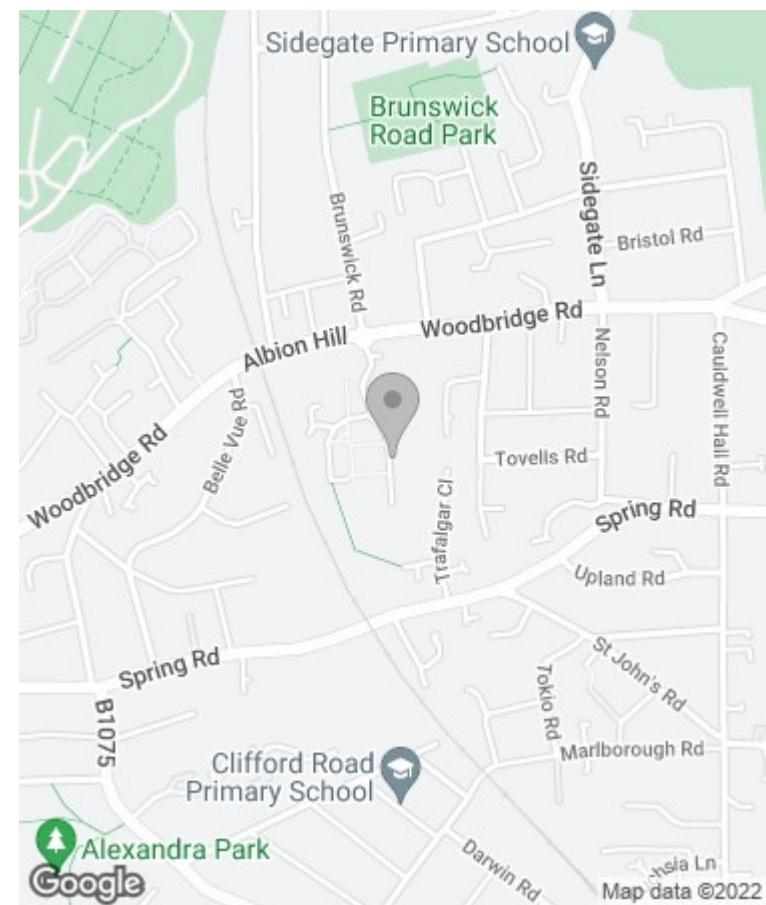 Sidegate Primary School
Brunswick
Road Park
Sidegate Ln
Brunswick Rd
Bristol Rd
Woodbridge Rd
Albion Hill
Nelson Rd
Cauldwell Hall Rd
Belle Vue Rd
Woodbridge Rd
Tovells Rd
Trafalgar Cl
Spring Rd
Upland Rd
St John's Rd
Tokio Rd
Spring Rd
B1075
Marlborough Rd
Clifford Road
Primary School
Alexandra Park
Darwin Rd
hsia Ln
Google
Map data ©2022